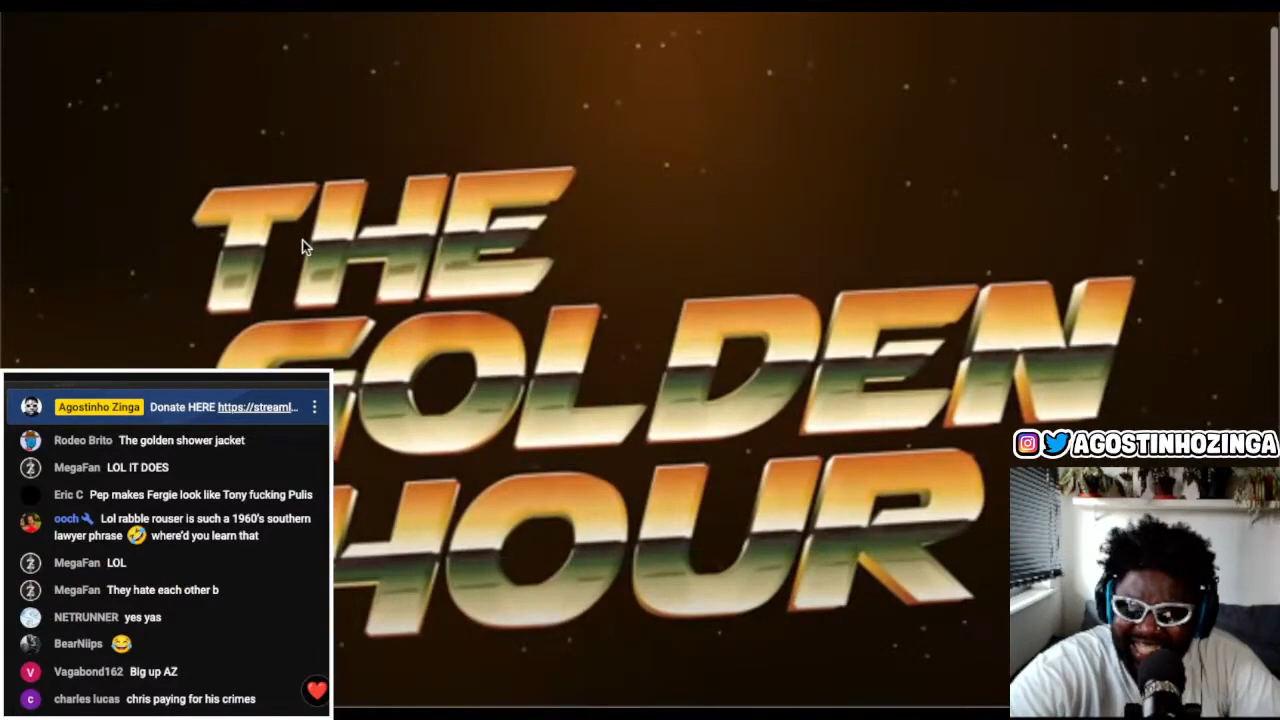 THE
GOLDEN
HOUR
Agostinho Zinga Donate HERE https://streaml...
Rodeo Brito The golden shower jacket
MegaFan LOL IT DOES
Eric C Pep makes Fergie look like Tony fucking Pulis
ooch Lol rabble rouser is such a 1960's southern
lawyer phrase 🤣 where'd you learn that
MegaFan LOL
MegaFan They hate each other b
NETRUNNER yes yas
BearNiips 😂
V Vagabond162 Big up AZ
c charles lucas chris paying for his crimes
AGOSTINHOZINGA